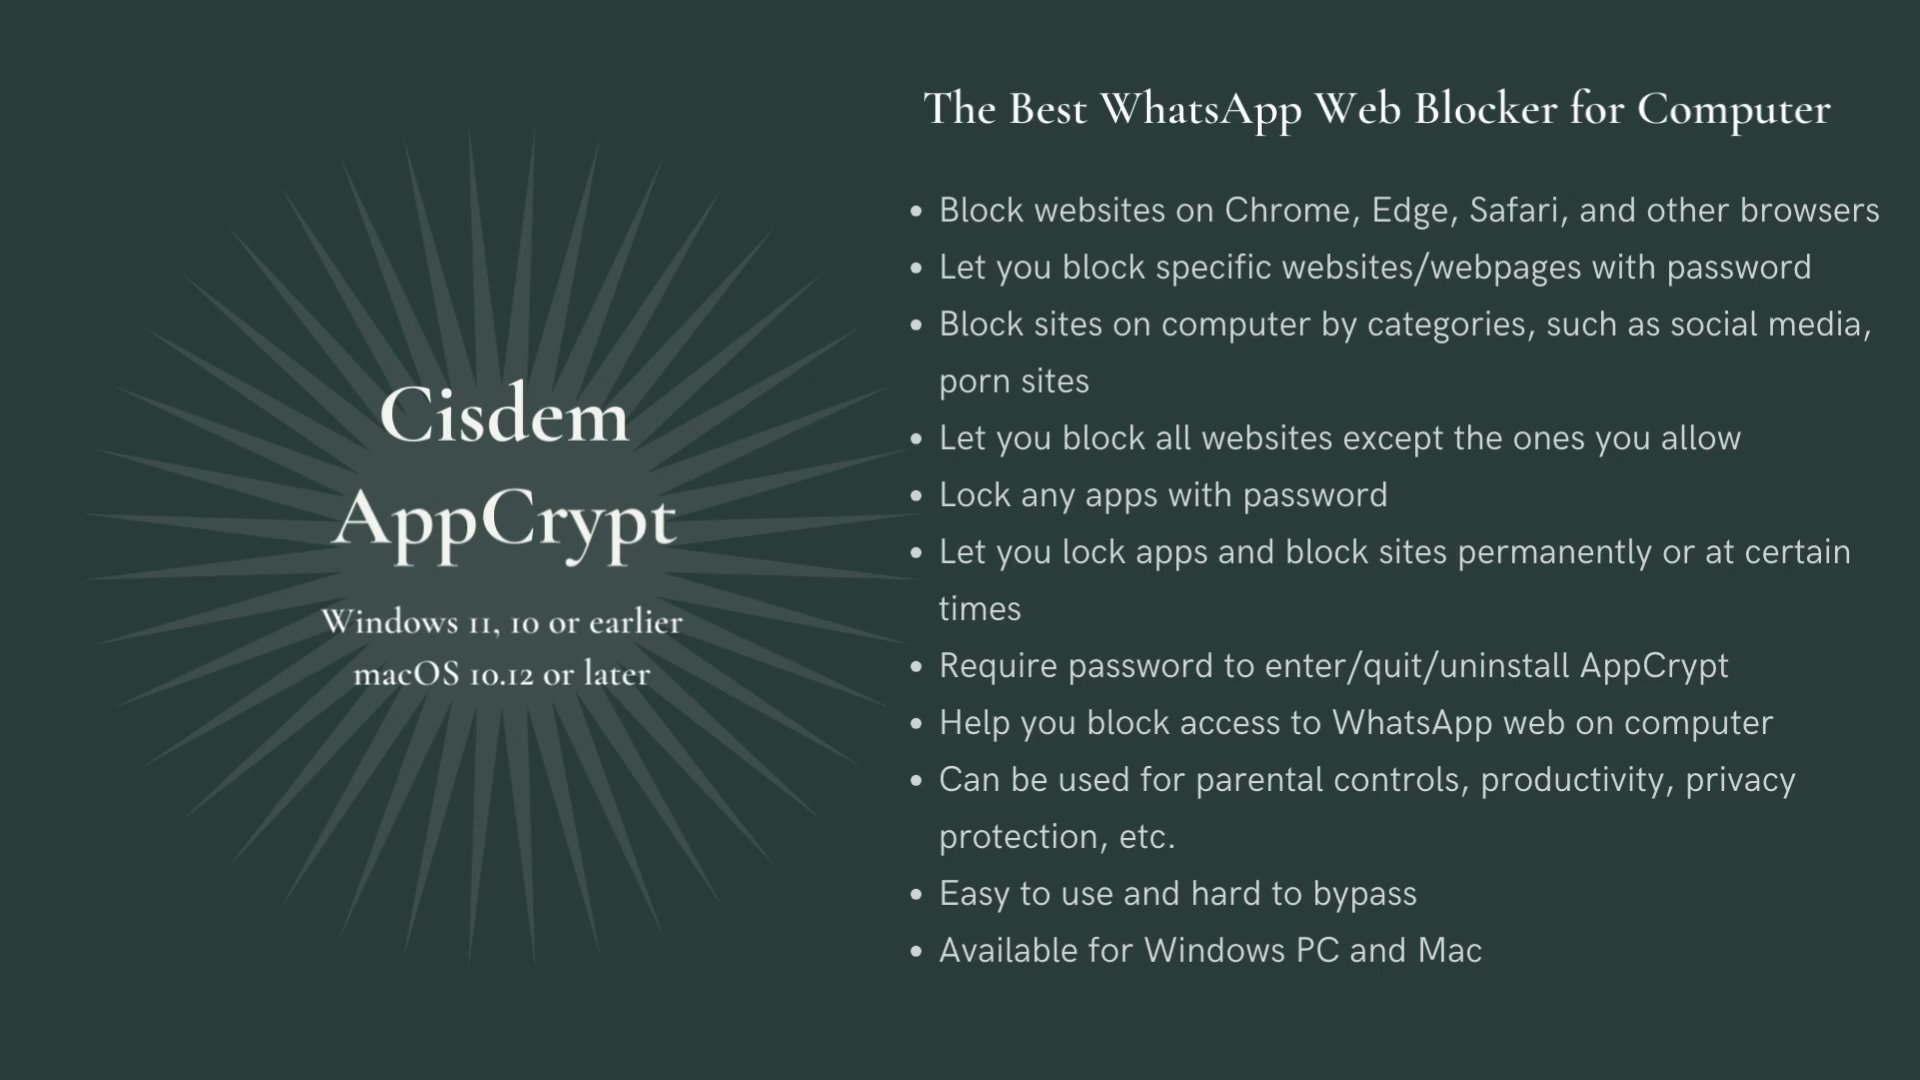 Cisdem
AppCrypt
Windows 11, 10 or earlier
macOS 10.12 or later
The Best WhatsApp Web Blocker for Computer
• Block websites on Chrome, Edge, Safari, and other browsers
• Let you block specific websites/webpages with password
• Block sites on computer by categories, such as social media,
porn sites
• Let you block all websites except the ones you allow
• Lock any apps with password
• Let you lock apps and block sites permanently or at certain
times
• Require password to enter/quit/uninstall AppCrypt
• Help you block access to WhatsApp web on computer
• Can be used for parental controls, productivity, privacy
protection, etc.
• Easy to use and hard to bypass
• Available for Windows PC and Mac